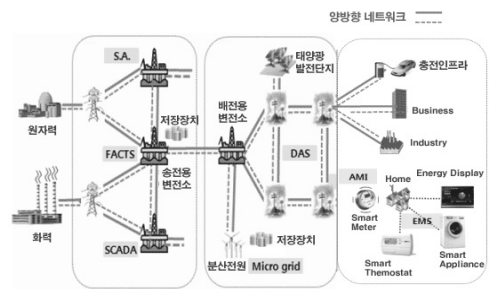 양방향 네트워크
S.A.
태양광
발전단지
충전인프라
원자력
저장장치
배전용
변전소
Business
FACTS
송전용
변전소
DAS
Industry
AMI
Home
Energy Display
화력
SCADA
Smart
Meter
EMS
분산전원
Micro grid
저장장치
Smart
Themostat
Smart
Appliance